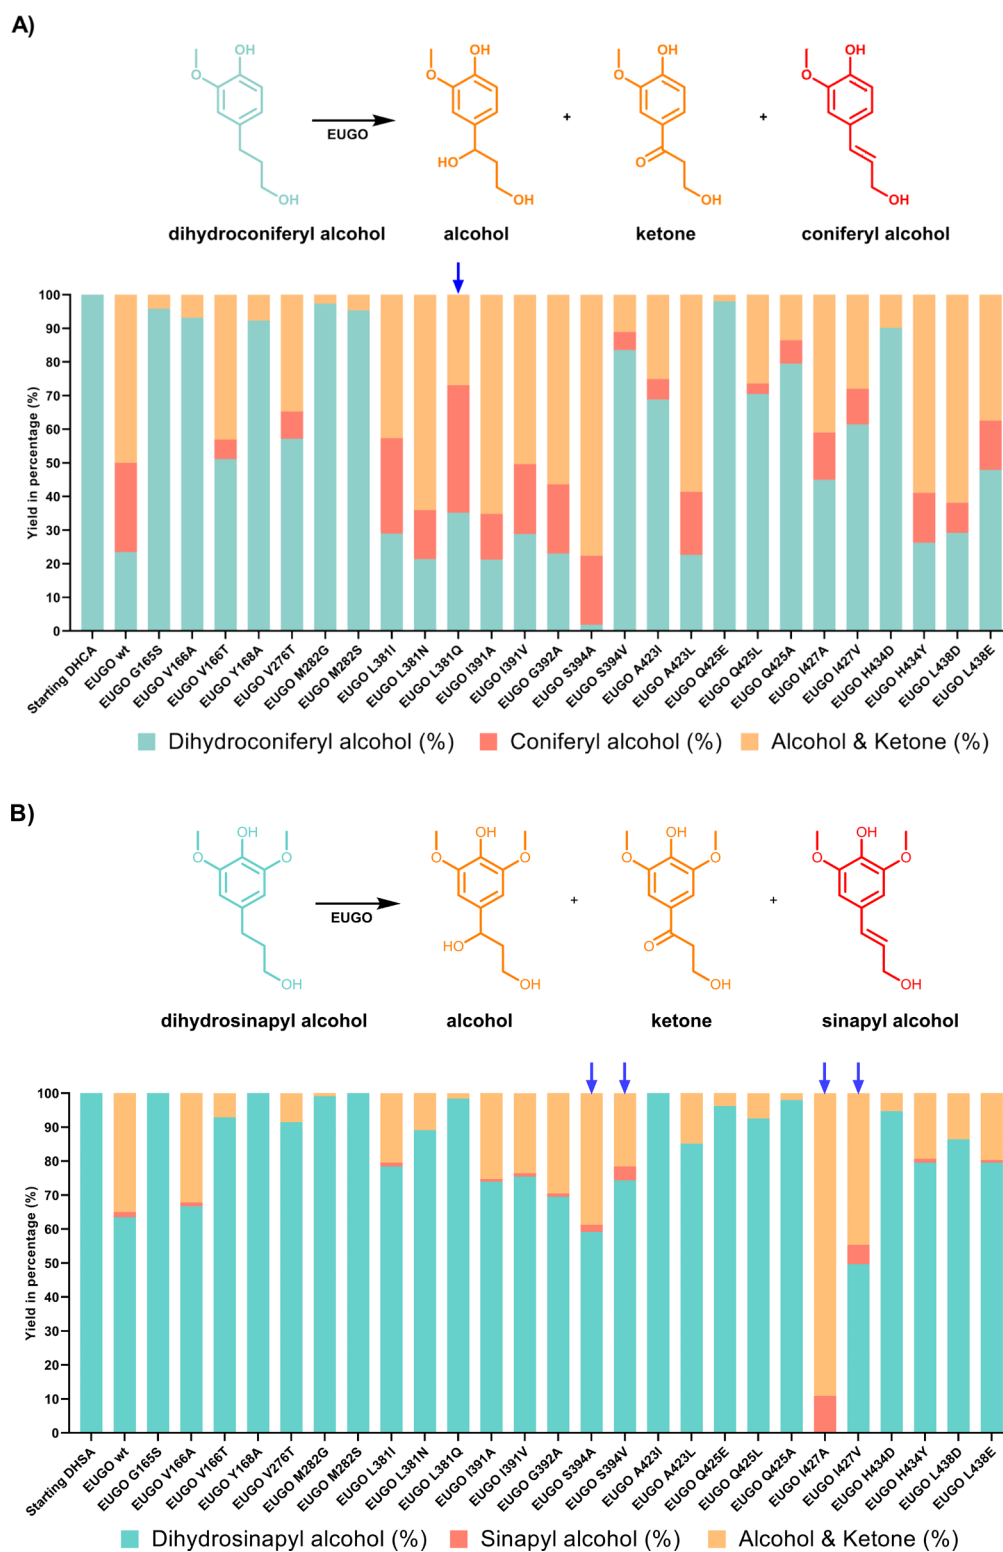 A)
OH
OH
OH
OH
O
O
O
O
EUGO
+
+
HO
O
OH
OH
OH
OH
dihydroconiferyl alcohol
alcohol
ketone
coniferyl alcohol
Yield in percentage (%)
100
90
80
70
60
50
40
30
20
10
0
Starting DHCA
EUGO wt
EUGO G165S
EUGO V166A
EUGO V166T
EUGO Y168A
EUGO V276T
EUGO M282G
EUGO M282S
EUGO L381I
EUGO L381N
EUGO L381Q
EUGO I391A
EUGO I391V
EUGO G392A
EUGO S394A
EUGO S394V
EUGO A423I
EUGO A423L
EUGO Q425E
EUGO Q425L
EUGO Q425A
EUGO I427A
EUGO I427V
EUGO H434D
EUGO H434Y
EUGO L438D
EUGO L438E
Dihydroconiferyl alcohol (%)
Coniferyl alcohol (%)
Alcohol & Ketone (%)
B)
OH
OH
OH
OH
O
O
O
O
O
O
O
O
EUGO
+
+
HO
O
OH
OH
OH
OH
dihydrosinapyl alcohol
alcohol
ketone
sinapyl alcohol
Yield in percentage (%)
100
90
80
70
60
50
40
30
20
10
0
Starting DHSA
EUGO wt
EUGO G165S
EUGO V166A
EUGO V166T
EUGO Y168A
EUGO V276T
EUGO M282G
EUGO M282S
EUGO L381I
EUGO L381N
EUGO L381Q
EUGO I391A
EUGO I391V
EUGO G392A
EUGO S394A
EUGO S394V
EUGO A423I
EUGO A423L
EUGO Q425E
EUGO Q425L
EUGO Q425A
EUGO I427A
EUGO I427V
EUGO H434D
EUGO H434Y
EUGO L438D
EUGO L438E
Dihydrosinapyl alcohol (%)
Sinapyl alcohol (%)
Alcohol & Ketone (%)